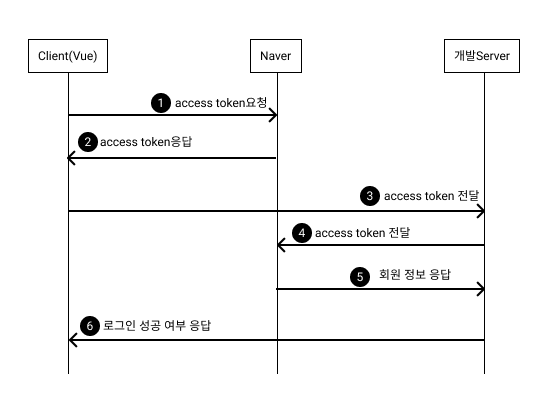 Client(Vue)
Naver
개발Server
1 access token요청
2 access token응답
3 access token 전달
4 access token 전달
5 회원 정보 응답
6 로그인 성공 여부 응답